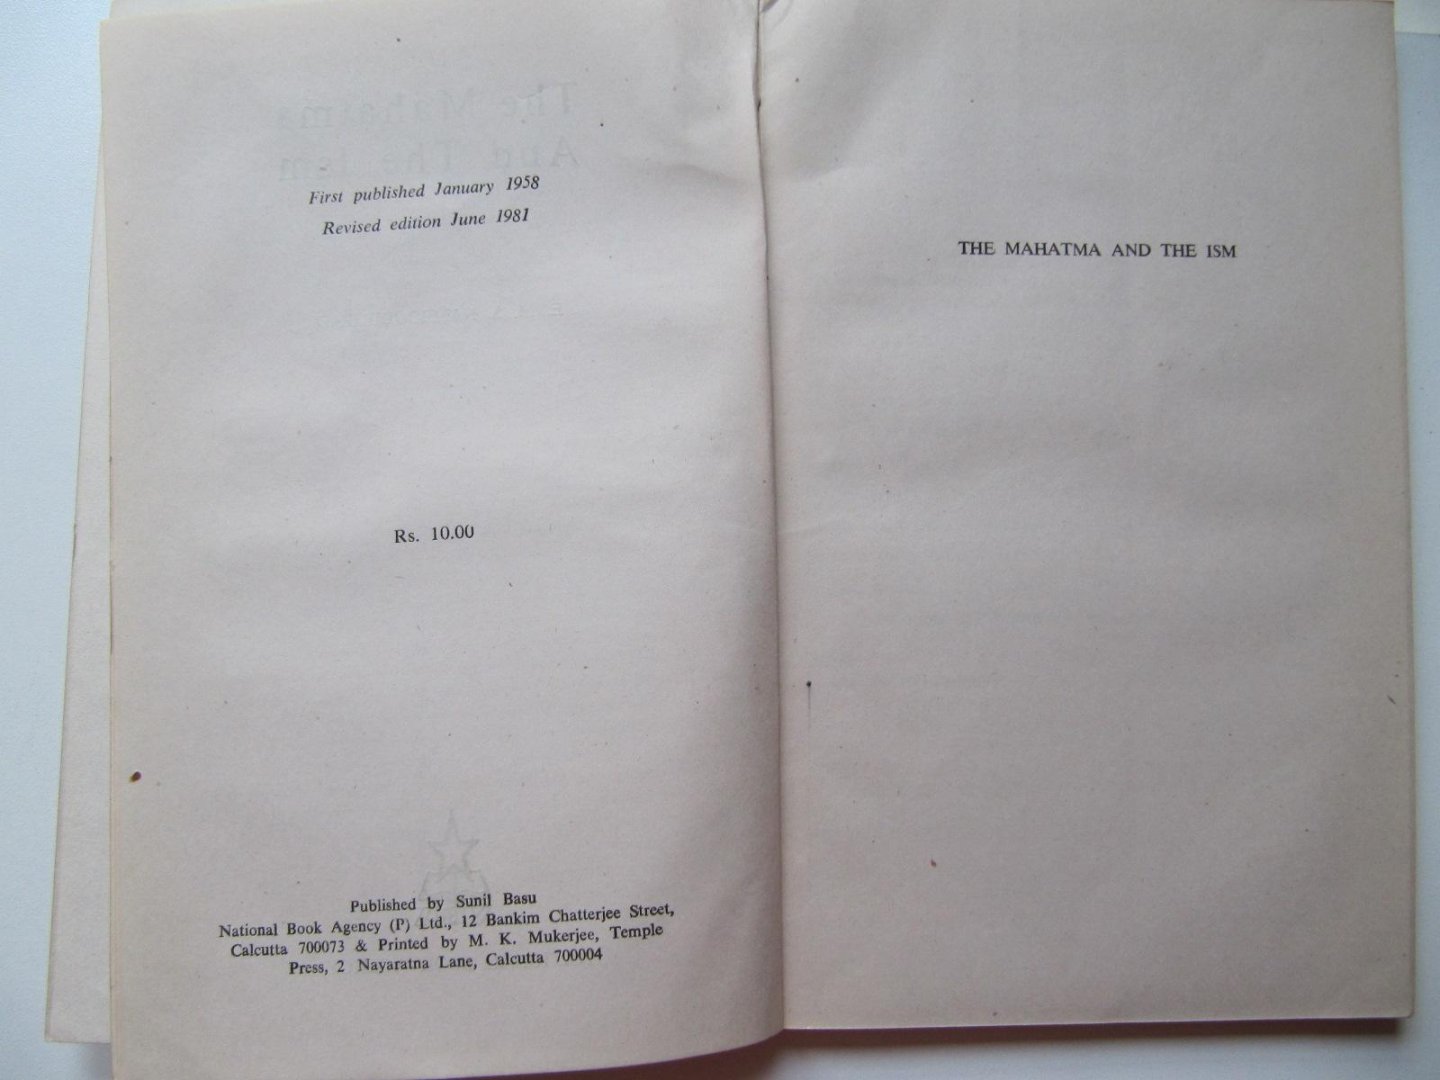 First published January 1958
Revised edition June 1981
Rs. 10.00
Published by Sunil Basu
National Book Agency (P) Ltd., 12 Bankim Chatterjee Street,
Calcutta 700073 & Printed by M. K. Mukerjee, Temple
Press, 2 Nayaratna Lane, Calcutta 700004
THE MAHATMA AND THE ISM